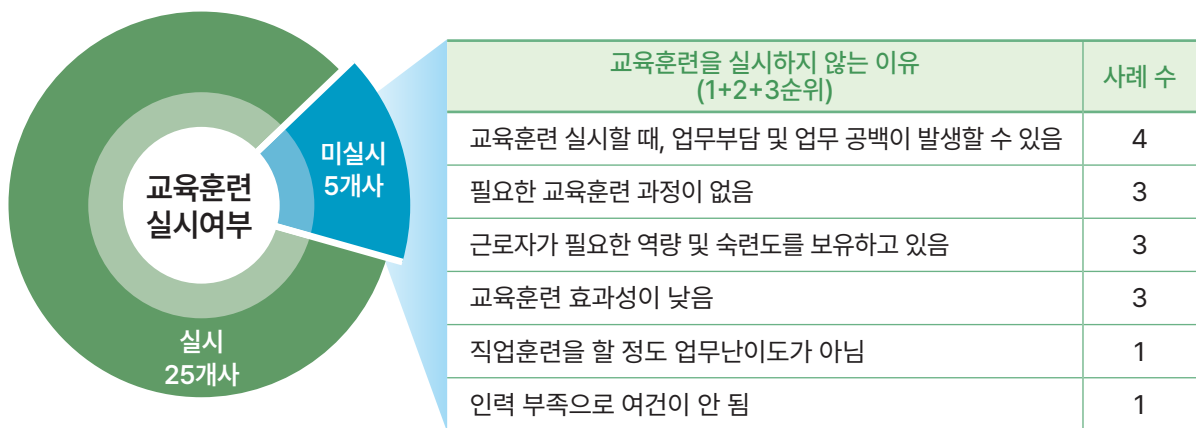 교육훈련
실시여부
미실시
5개사
실시
25개사
교육훈련을 실시하지 않는 이유
(1+2+3순위)
사례 수
교육훈련 실시할 때, 업무부담 및 업무 공백이 발생할 수 있음 4
필요한 교육훈련 과정이 없음 3
근로자가 필요한 역량 및 숙련도를 보유하고 있음 3
교육훈련 효과성이 낮음 3
직업훈련을 할 정도 업무난이도가 아님 1
인력 부족으로 여건이 안 됨 1